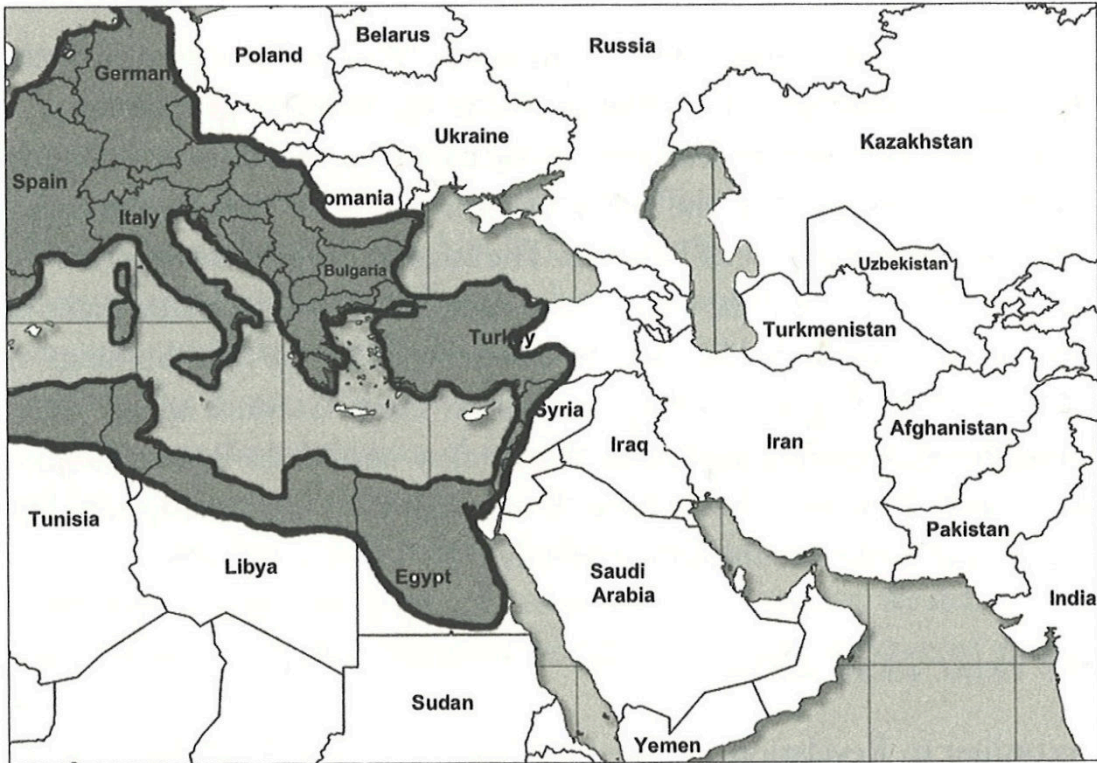 Belarus
Russia
Poland
Germany
Ukraine
Kazakhstan
Spain
omania
Italy
Uzbekistan
Bulgaria
Turkmenistan
Turkey
Syria
Afghanistan
Iraq
Iran
Tunisia
Pakistan
Libya
Egypt
Saudi
Arabia
India
Sudan
Yemen